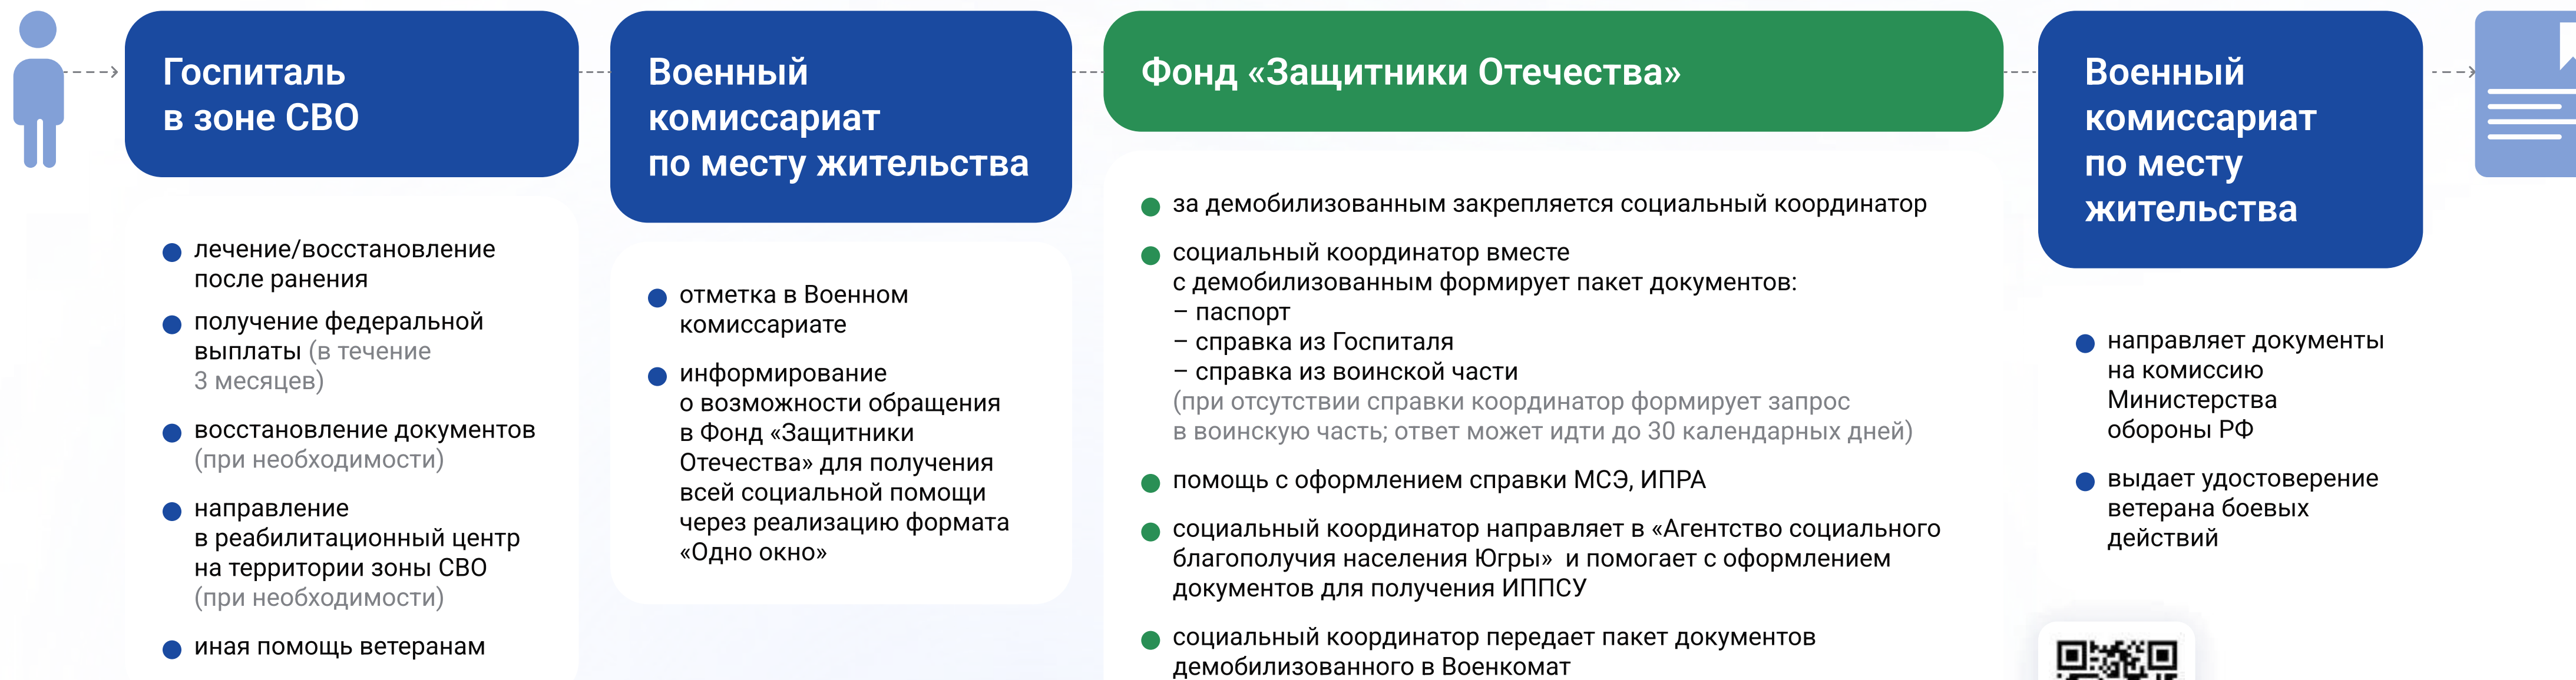 Госпиталь
в зоне СВО
лечение/восстановление
после ранения
получение федеральной
выплаты (в течение
3 месяцев)
восстановление документов
(при необходимости)
направление
в реабилитационный центр
на территории зоны СВО
(при необходимости)
иная помощь ветеранам
Военный
комиссариат
по месту жительства
отметка в Военном
комиссариате
информирование
о возможности обращения
в Фонд «Защитники
Отечества» для получения
всей социальной помощи
через реализацию формата
«Одно окно»
Фонд «Защитники Отечества»
за демобилизованным закрепляется социальный координатор
социальный координатор вместе
с демобилизованным формирует пакет документов:
– паспорт
– справка из Госпиталя
– справка из воинской части
(при отсутствии справки координатор формирует запрос
в воинскую часть; ответ может идти до 30 календарных дней)
помощь с оформлением справки МСЭ, ИПРА
социальный координатор направляет в «Агентство социального
благополучия населения Югры»  и помогает с оформлением
документов для получения ИППСУ
социальный координатор передает пакет документов
демобилизованного в Военкомат
Военный
комиссариат
по месту
жительства
направляет документы
на комиссию
Министерства
обороны РФ
выдает удостоверение
ветерана боевых
действий